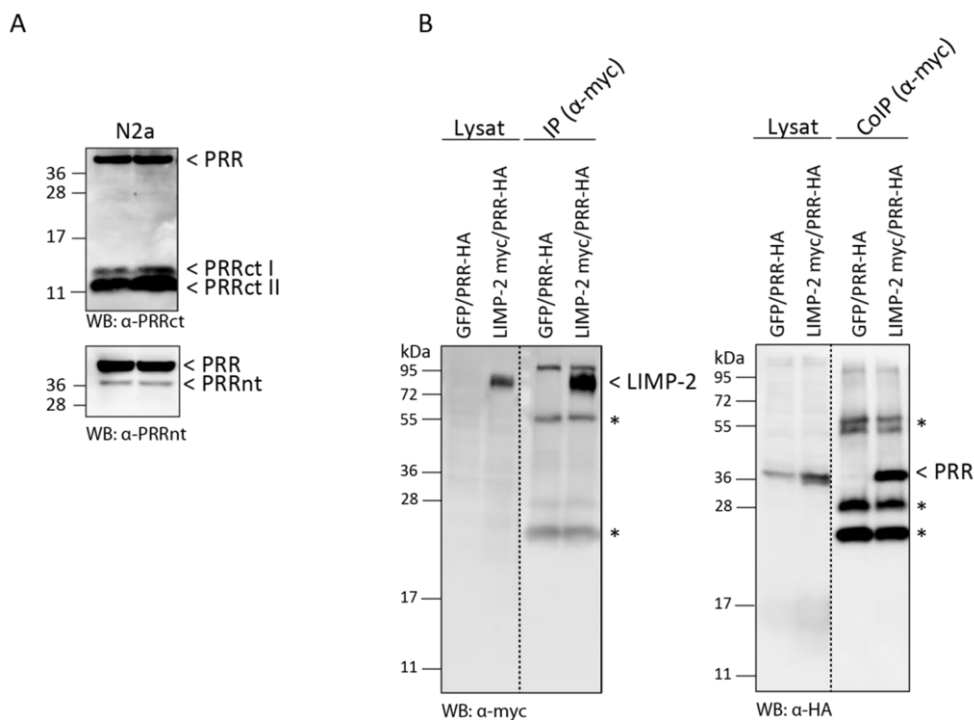 A
N2a
36
28
17
11
< PRR
< PRRct I
< PRRct II
WB: α-PRRct
36
28
< PRR
< PRRnt
WB: α-PRRnt
B
Lysat
IP (α-myc)
GFP/PRR-HA
LIMP-2 myc/PRR-HA
GFP/PRR-HA
LIMP-2 myc/PRR-HA
kDa
95
72
55
36
28
17
11
< LIMP-2
*
*
WB: α-myc
Lysat
CoIP (α-myc)
GFP/PRR-HA
LIMP-2 myc/PRR-HA
GFP/PRR-HA
LIMP-2 myc/PRR-HA
kDa
95
72
55
36
28
17
11
*
< PRR
*
*
WB: α-HA